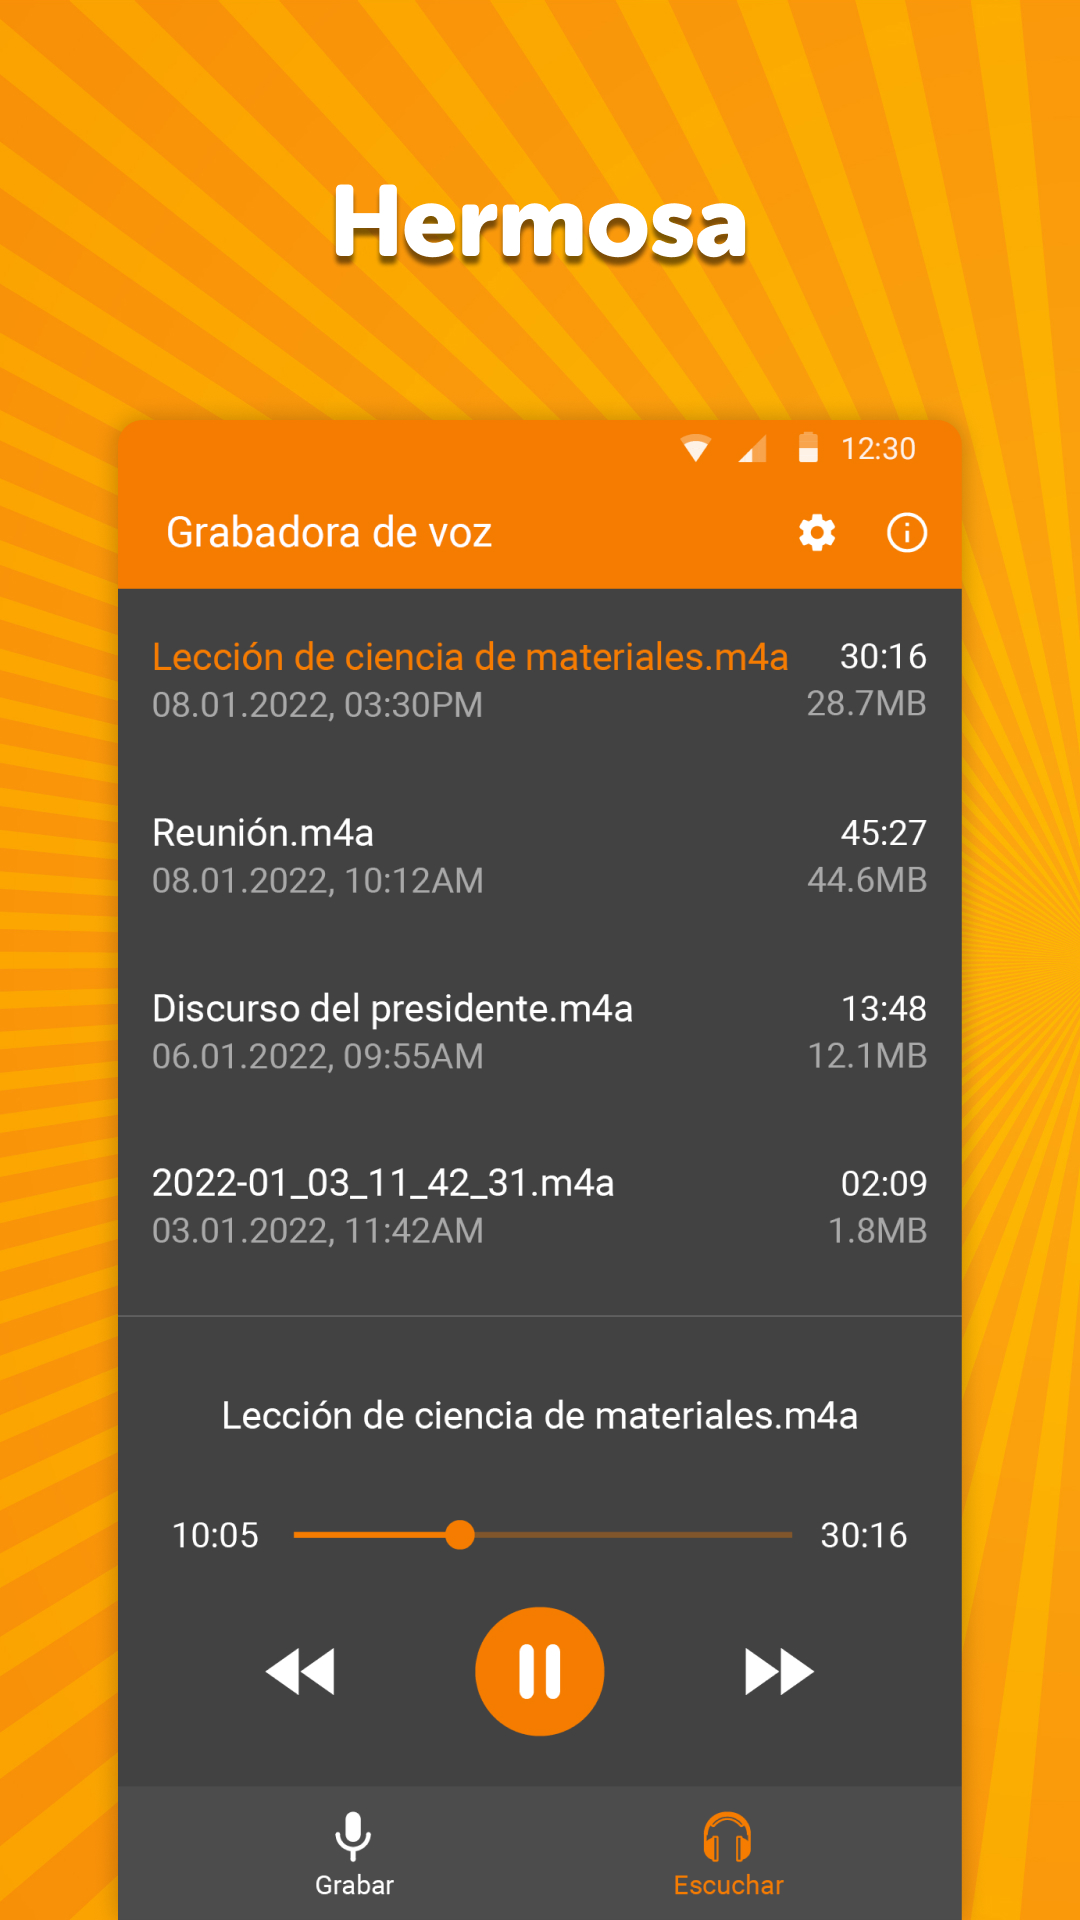 Hermosa
12:30
Grabadora de voz
Lección de ciencia de materiales.m4a 30:16
08.01.2022, 03:30PM 28.7MB
Reunión.m4a 45:27
08.01.2022, 10:12AM 44.6MB
Discurso del presidente.m4a 13:48
06.01.2022, 09:55AM 12.1MB
2022-01_03_11_42_31.m4a 02:09
03.01.2022, 11:42AM 1.8MB
Lección de ciencia de materiales.m4a
10:05 30:16
Grabar Escuchar